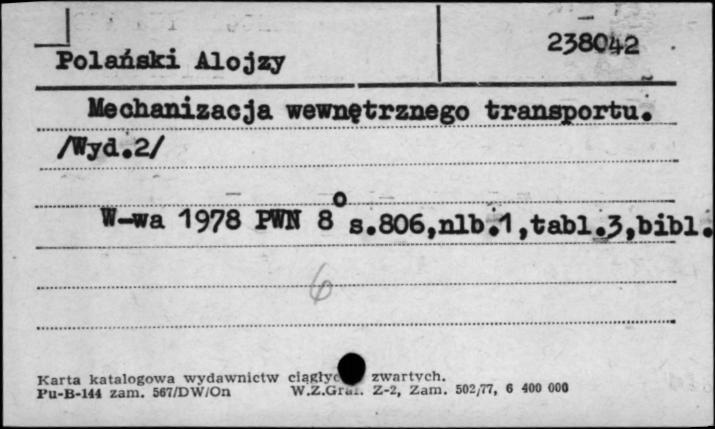 238042
Polański Alojzy
Mechanizacja wewnętrznego transportu.
/Wyd.2/
W-wa 1978 PWN 8° s.806,nlb.1,tabl.3,bibl.
6
Karta katalogowa wydawnictw zwartych.
Pu-B-144 zam. 567/DW/On W.Z.Graf. Z-2, Zam. 502/77, 6 400 000